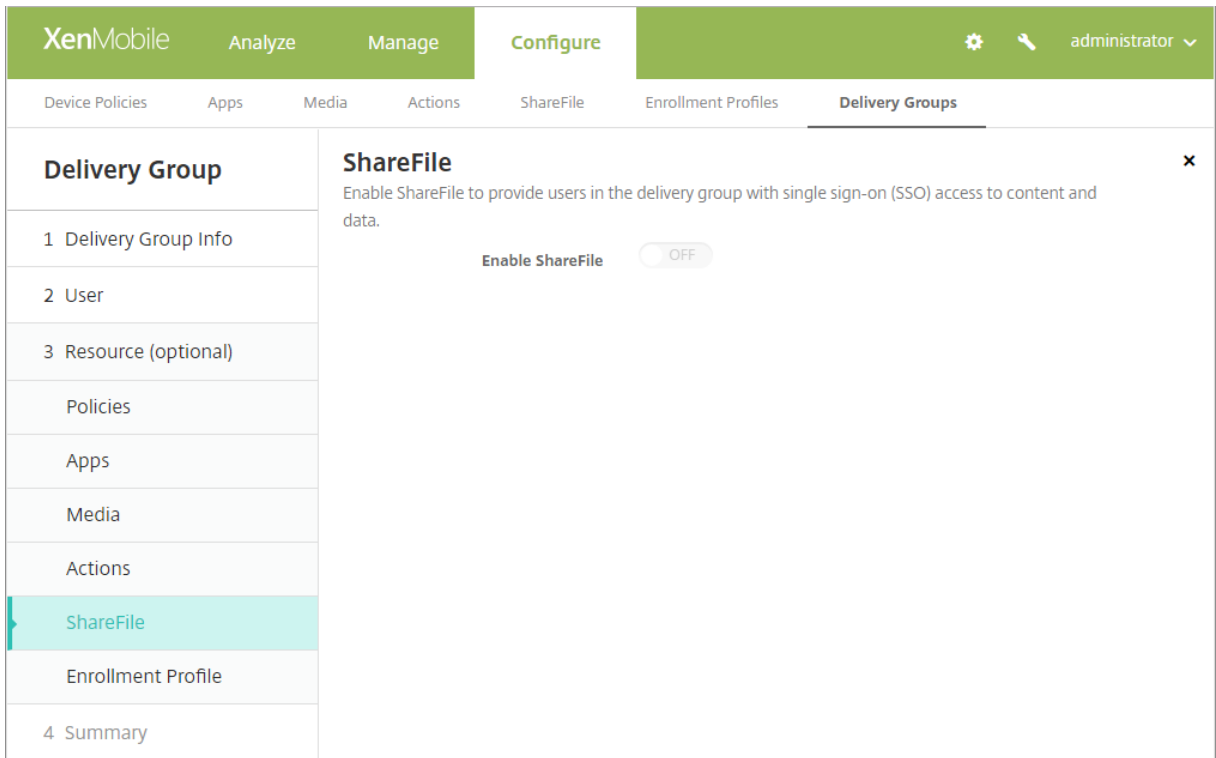 XenMobile Analyze Manage Configure administrator
Device Policies Apps Media Actions ShareFile Enrollment Profiles Delivery Groups
Delivery Group
1 Delivery Group Info
2 User
3 Resource (optional)
Policies
Apps
Media
Actions
ShareFile
Enrollment Profile
4 Summary
ShareFile
Enable ShareFile to provide users in the delivery group with single sign-on (SSO) access to content and
data.
Enable ShareFile OFF